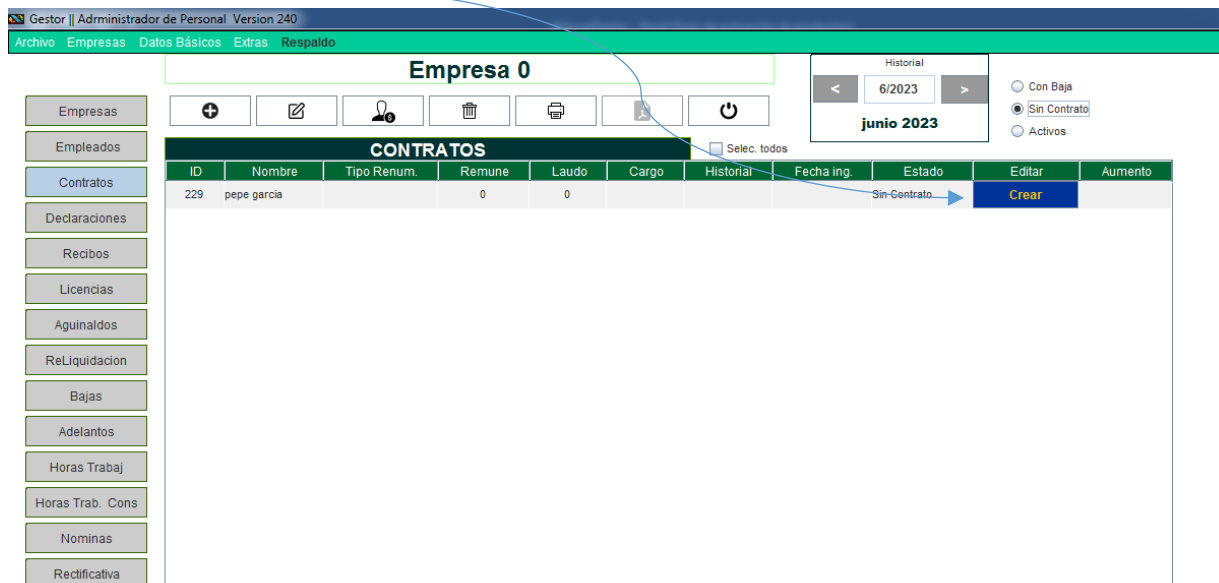 Gestor || Adrministrador de Personal Version 240
Archivo Empresas Datos Básicos Extras Respaldo
Empresa 0
Historial
< 6/2023 >
junio 2023
Con Baja
Sin Contrato
Activos
Empresas
Empleados
Contratos
Declaraciones
Recibos
Licencias
Aguinaldos
ReLiquidacion
Bajas
Adelantos
Horas Trabaj
Horas Trab. Cons
Nominas
Rectificativa
CONTRATOS
Selec. todos
ID Nombre Tipo Renum. Remune Laudo Cargo Historial Fecha ing. Estado Editar Aumento
229 pepe garcia 0 0 Sin Contrato Crear